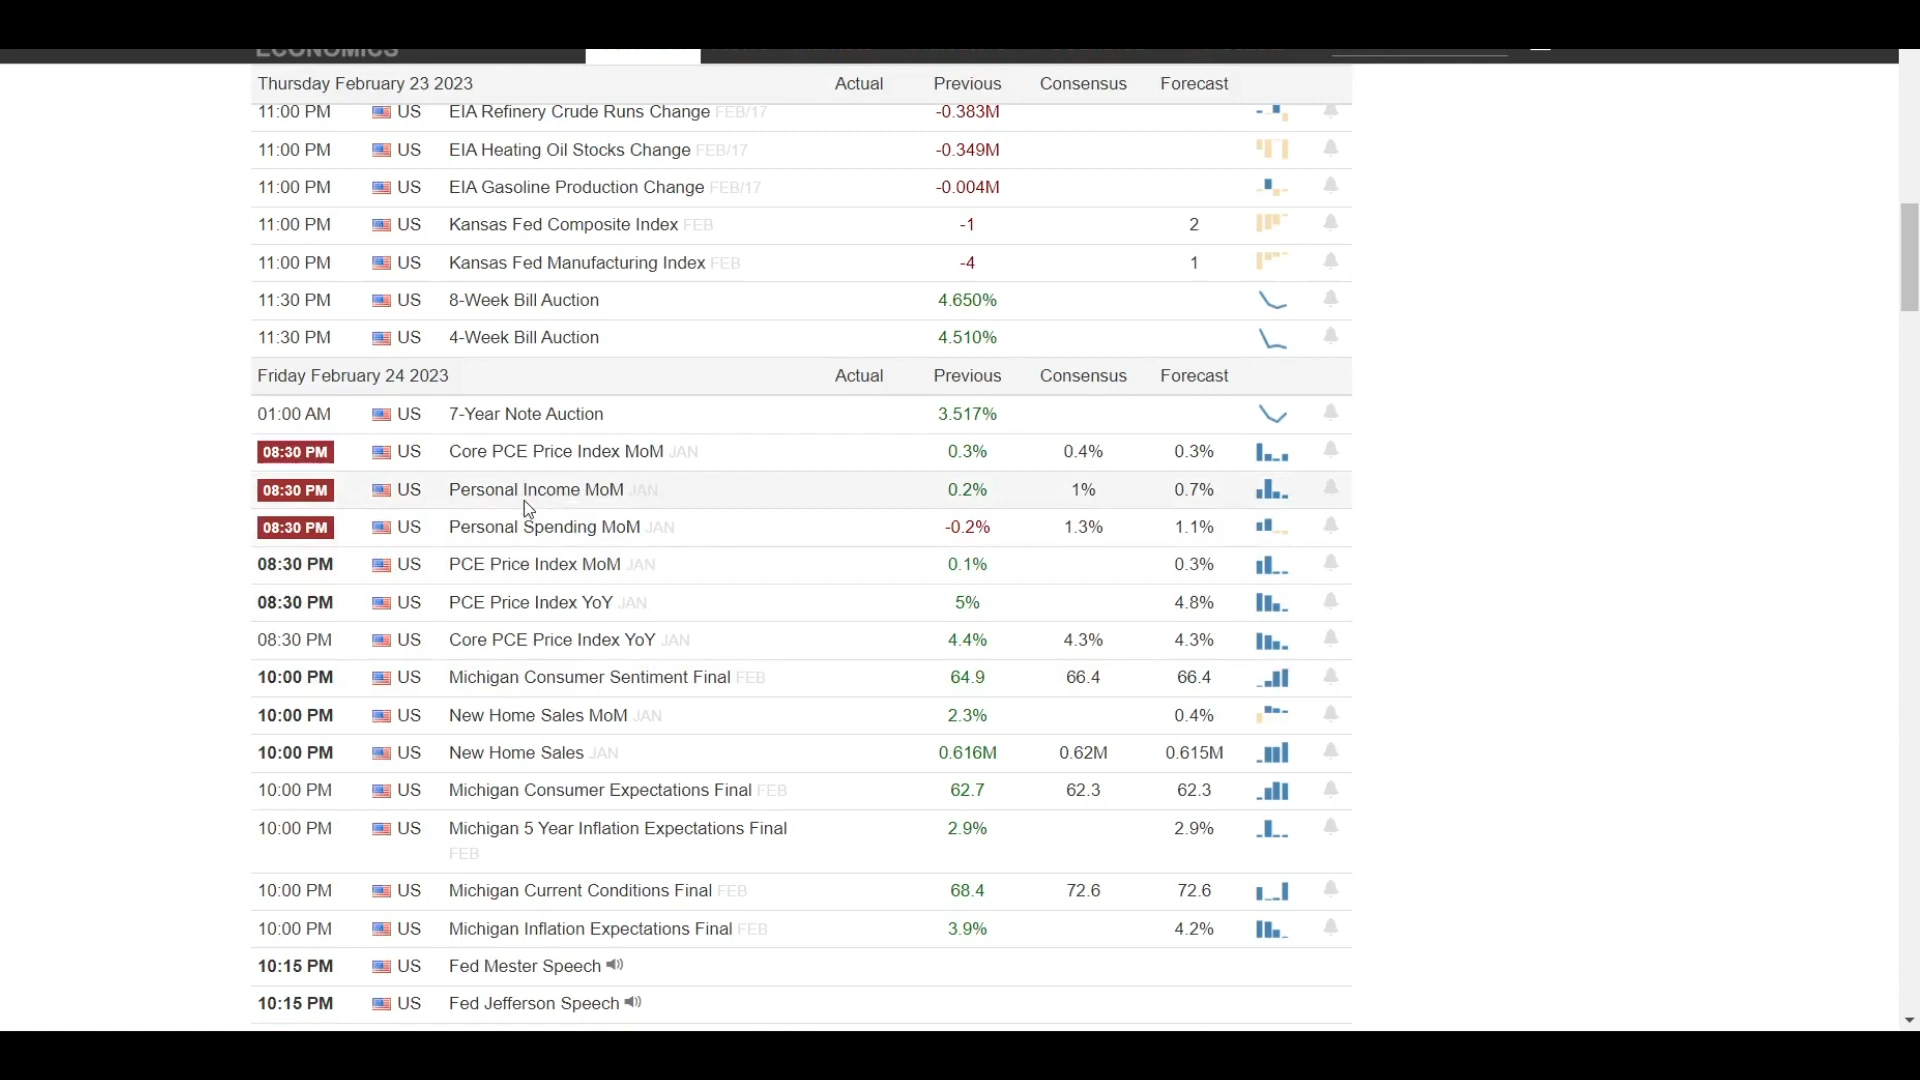 ECONOMICS
Thursday February 23 2023 Actual Previous Consensus Forecast
11:00 PM US EIA Refinery Crude Runs Change FEB/17 -0.383M
11:00 PM US EIA Heating Oil Stocks Change FEB/17 -0.349M
11:00 PM US EIA Gasoline Production Change FEB/17 -0.004M
11:00 PM US Kansas Fed Composite Index FEB -1 2
11:00 PM US Kansas Fed Manufacturing Index FEB -4 1
11:30 PM US 8-Week Bill Auction 4.650%
11:30 PM US 4-Week Bill Auction 4.510%
Friday February 24 2023 Actual Previous Consensus Forecast
01:00 AM US 7-Year Note Auction 3.517%
08:30 PM US Core PCE Price Index MoM JAN 0.3% 0.4% 0.3%
08:30 PM US Personal Income MoM JAN 0.2% 1% 0.7%
08:30 PM US Personal Spending MoM JAN -0.2% 1.3% 1.1%
08:30 PM US PCE Price Index MoM JAN 0.1% 0.3%
08:30 PM US PCE Price Index YoY JAN 5% 4.8%
08:30 PM US Core PCE Price Index YoY JAN 4.4% 4.3% 4.3%
10:00 PM US Michigan Consumer Sentiment Final FEB 64.9 66.4 66.4
10:00 PM US New Home Sales MoM JAN 2.3% 0.4%
10:00 PM US New Home Sales JAN 0.616M 0.62M 0.615M
10:00 PM US Michigan Consumer Expectations Final FEB 62.7 62.3 62.3
10:00 PM US Michigan 5 Year Inflation Expectations Final 2.9% 2.9%
FEB
10:00 PM US Michigan Current Conditions Final FEB 68.4 72.6 72.6
10:00 PM US Michigan Inflation Expectations Final FEB 3.9% 4.2%
10:15 PM US Fed Mester Speech
10:15 PM US Fed Jefferson Speech